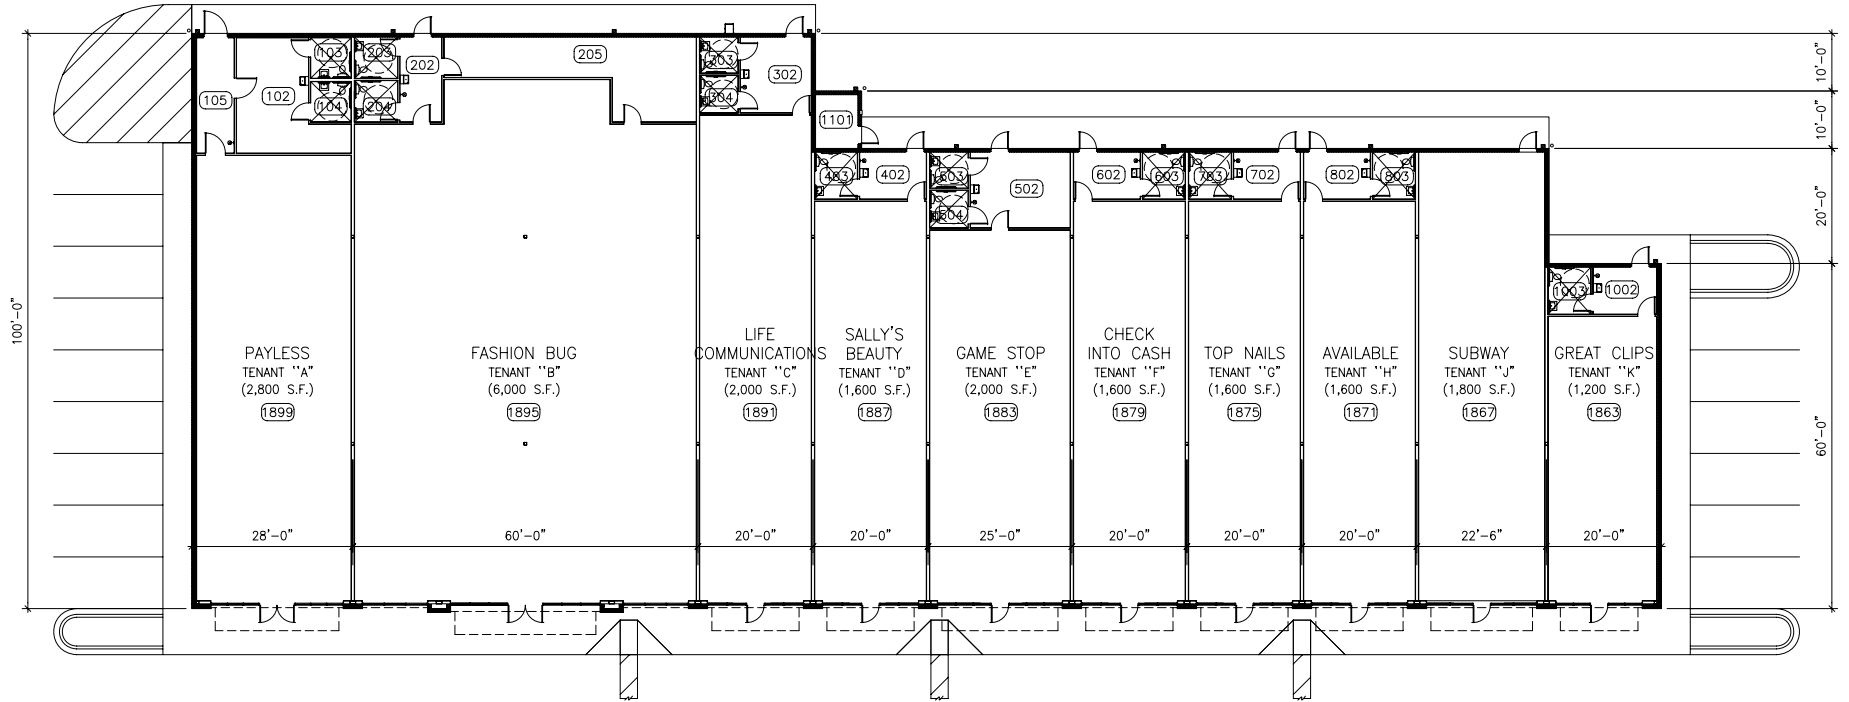 103
203
205
202
303
302
105
102
104
204
304
1101
10'-0"
10'-0"
403
402
503
502
504
602
603
703
702
802
803
20'-0"
1003
1002
100'-0"
60'-0"
PAYLESS
TENANT "A"
(2,800 S.F.)
1899
FASHION BUG
TENANT "B"
(6,000 S.F.)
1895
LIFE
COMMUNICATIONS
TENANT "C"
(2,000 S.F.)
1891
SALLY'S
BEAUTY
TENANT "D"
(1,600 S.F.)
1887
GAME STOP
TENANT "E"
(2,000 S.F.)
1883
CHECK
INTO CASH
TENANT "F"
(1,600 S.F.)
1879
TOP NAILS
TENANT "G"
(1,600 S.F.)
1875
AVAILABLE
TENANT "H"
(1,600 S.F.)
1871
SUBWAY
TENANT "J"
(1,800 S.F.)
1867
GREAT CLIPS
TENANT "K"
(1,200 S.F.)
1863
28'-0"
60'-0"
20'-0"
20'-0"
25'-0"
20'-0"
20'-0"
20'-0"
22'-6"
20'-0"